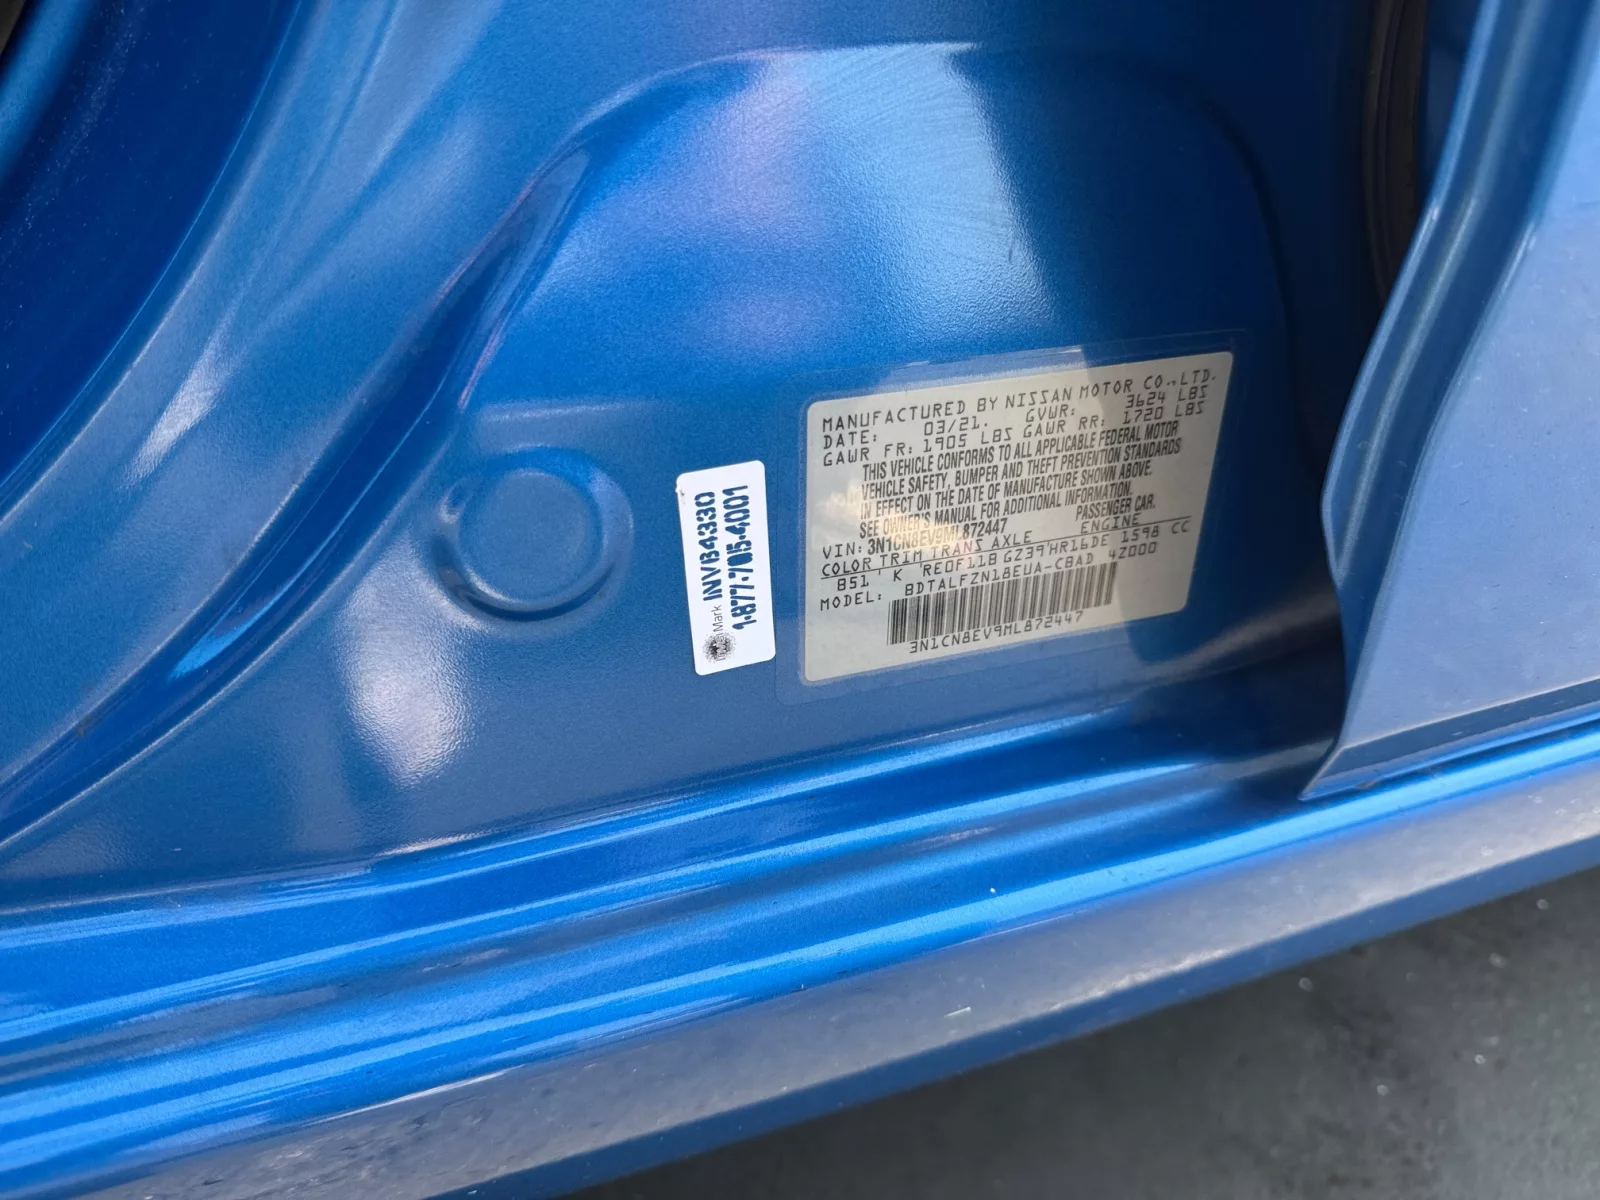 MANUFACTURED BY NISSAN MOTOR CO.,LTD.
DATE: 03/21. GVWR: 3624 LBS
GAWR FR: 1905 LBS GAWR RR: 1720 LBS
THIS VEHICLE CONFORMS TO ALL APPLICABLE FEDERAL MOTOR
VEHICLE SAFETY, BUMPER AND THEFT PREVENTION STANDARDS
IN EFFECT ON THE DATE OF MANUFACTURE SHOWN ABOVE.
SEE OWNER'S MANUAL FOR ADDITIONAL INFORMATION.
VIN: 3N1CN8EV9ML872447 PASSENGER CAR.
COLOR TRIM TRANS AXLE ENGINE
B51 K RE0F11B GZ39 HR16DE 1598 CC
MODEL: BDTALFZN18EUA-CBAD 4Z000
3N1CN8EV9ML872447
Mark INV84330
1-877-705-4001